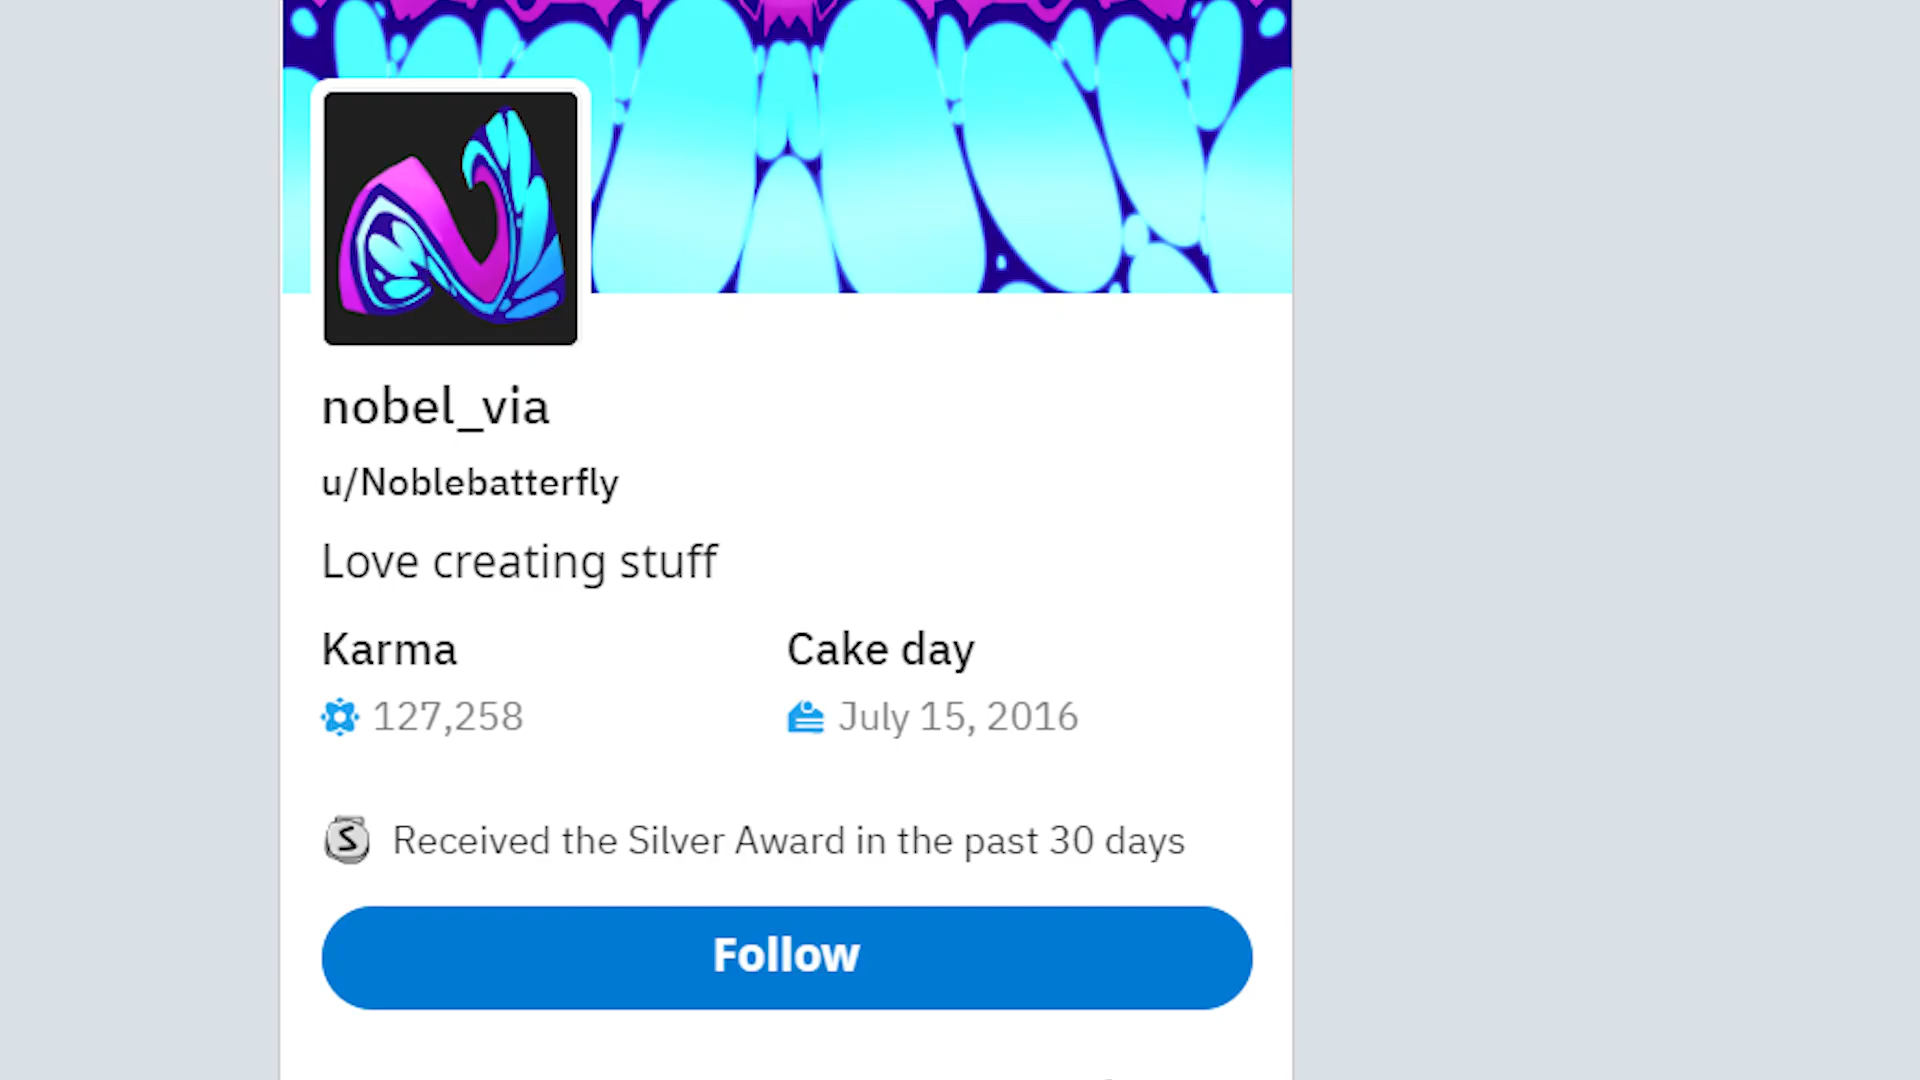 nobel_via
u/Noblebatterfly
Love creating stuff
Karma
Cake day
127,258
July 15, 2016
S Received the Silver Award in the past 30 days
Follow